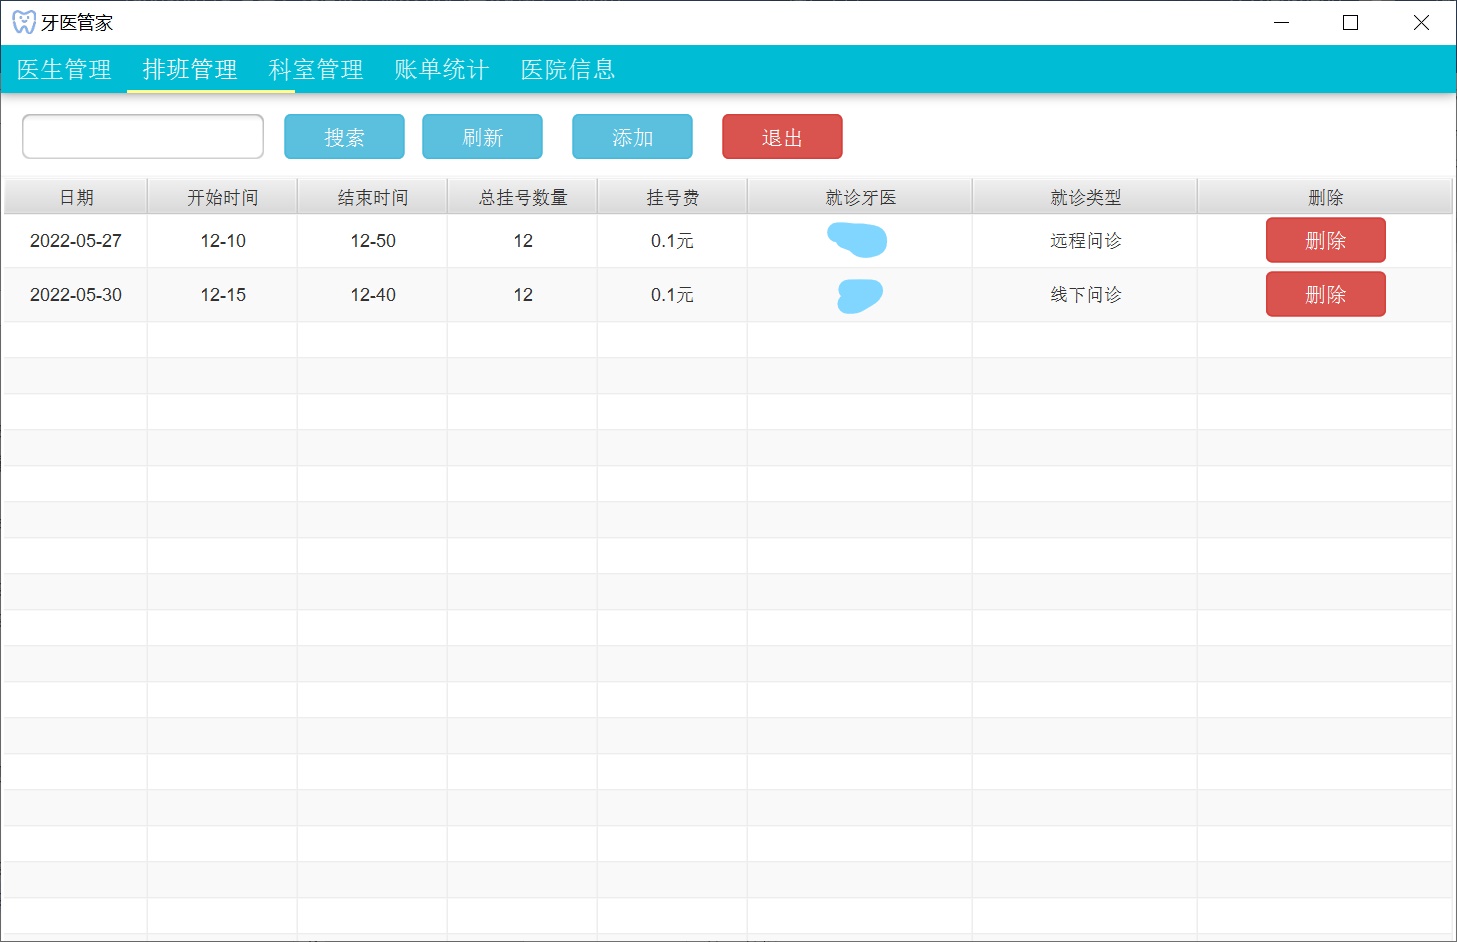 牙医管家
医生管理 排班管理 科室管理 账单统计 医院信息
搜索 刷新 添加 退出
日期 开始时间 结束时间 总挂号数量 挂号费 就诊牙医 就诊类型 删除
2022-05-27 12-10 12-50 12 0.1元 远程问诊 删除
2022-05-30 12-15 12-40 12 0.1元 线下问诊 删除